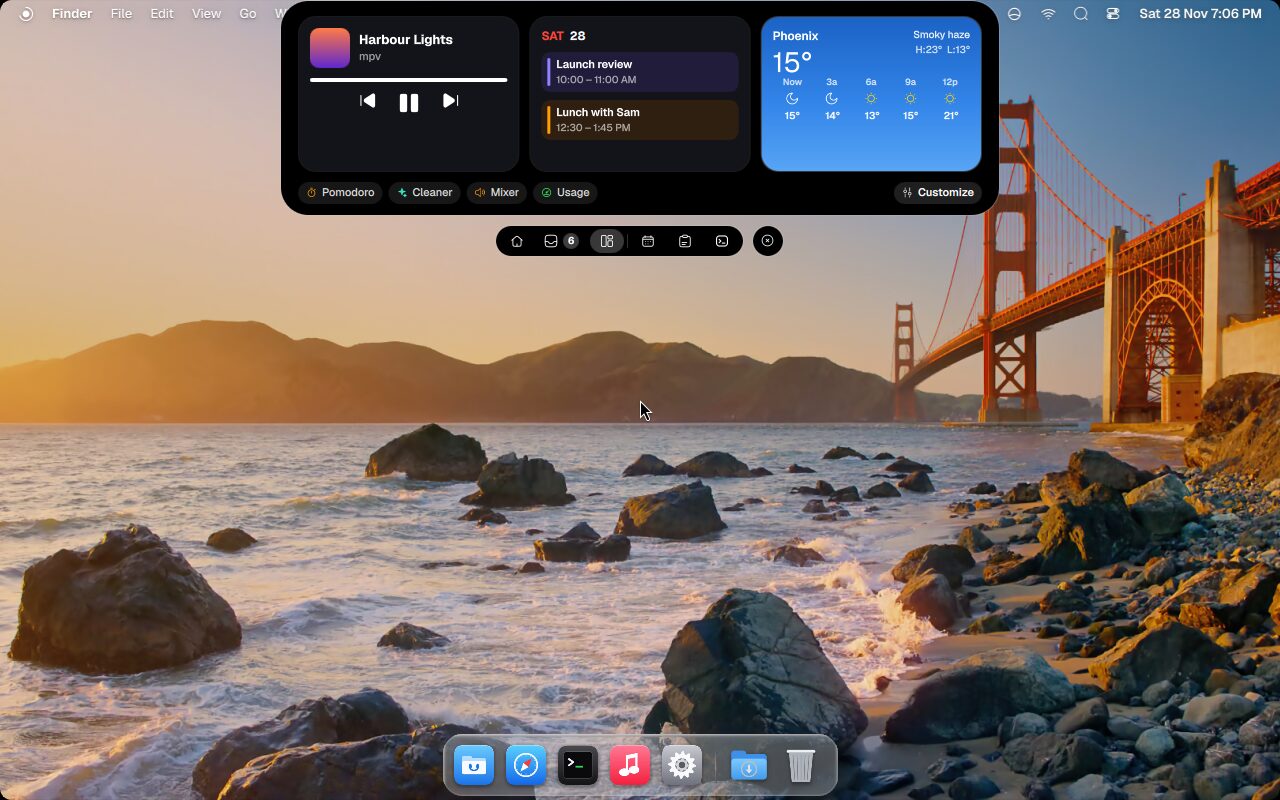 Finder File Edit View Go
Sat 28 Nov 7:06 PM
Harbour Lights
mpv
SAT 28
Launch review
10:00 – 11:00 AM
Lunch with Sam
12:30 – 1:45 PM
Phoenix
15°
Smoky haze
H:23° L:13°
Now 3a 6a 9a 12p
15° 14° 13° 15° 21°
Pomodoro Cleaner Mixer Usage Customize
6